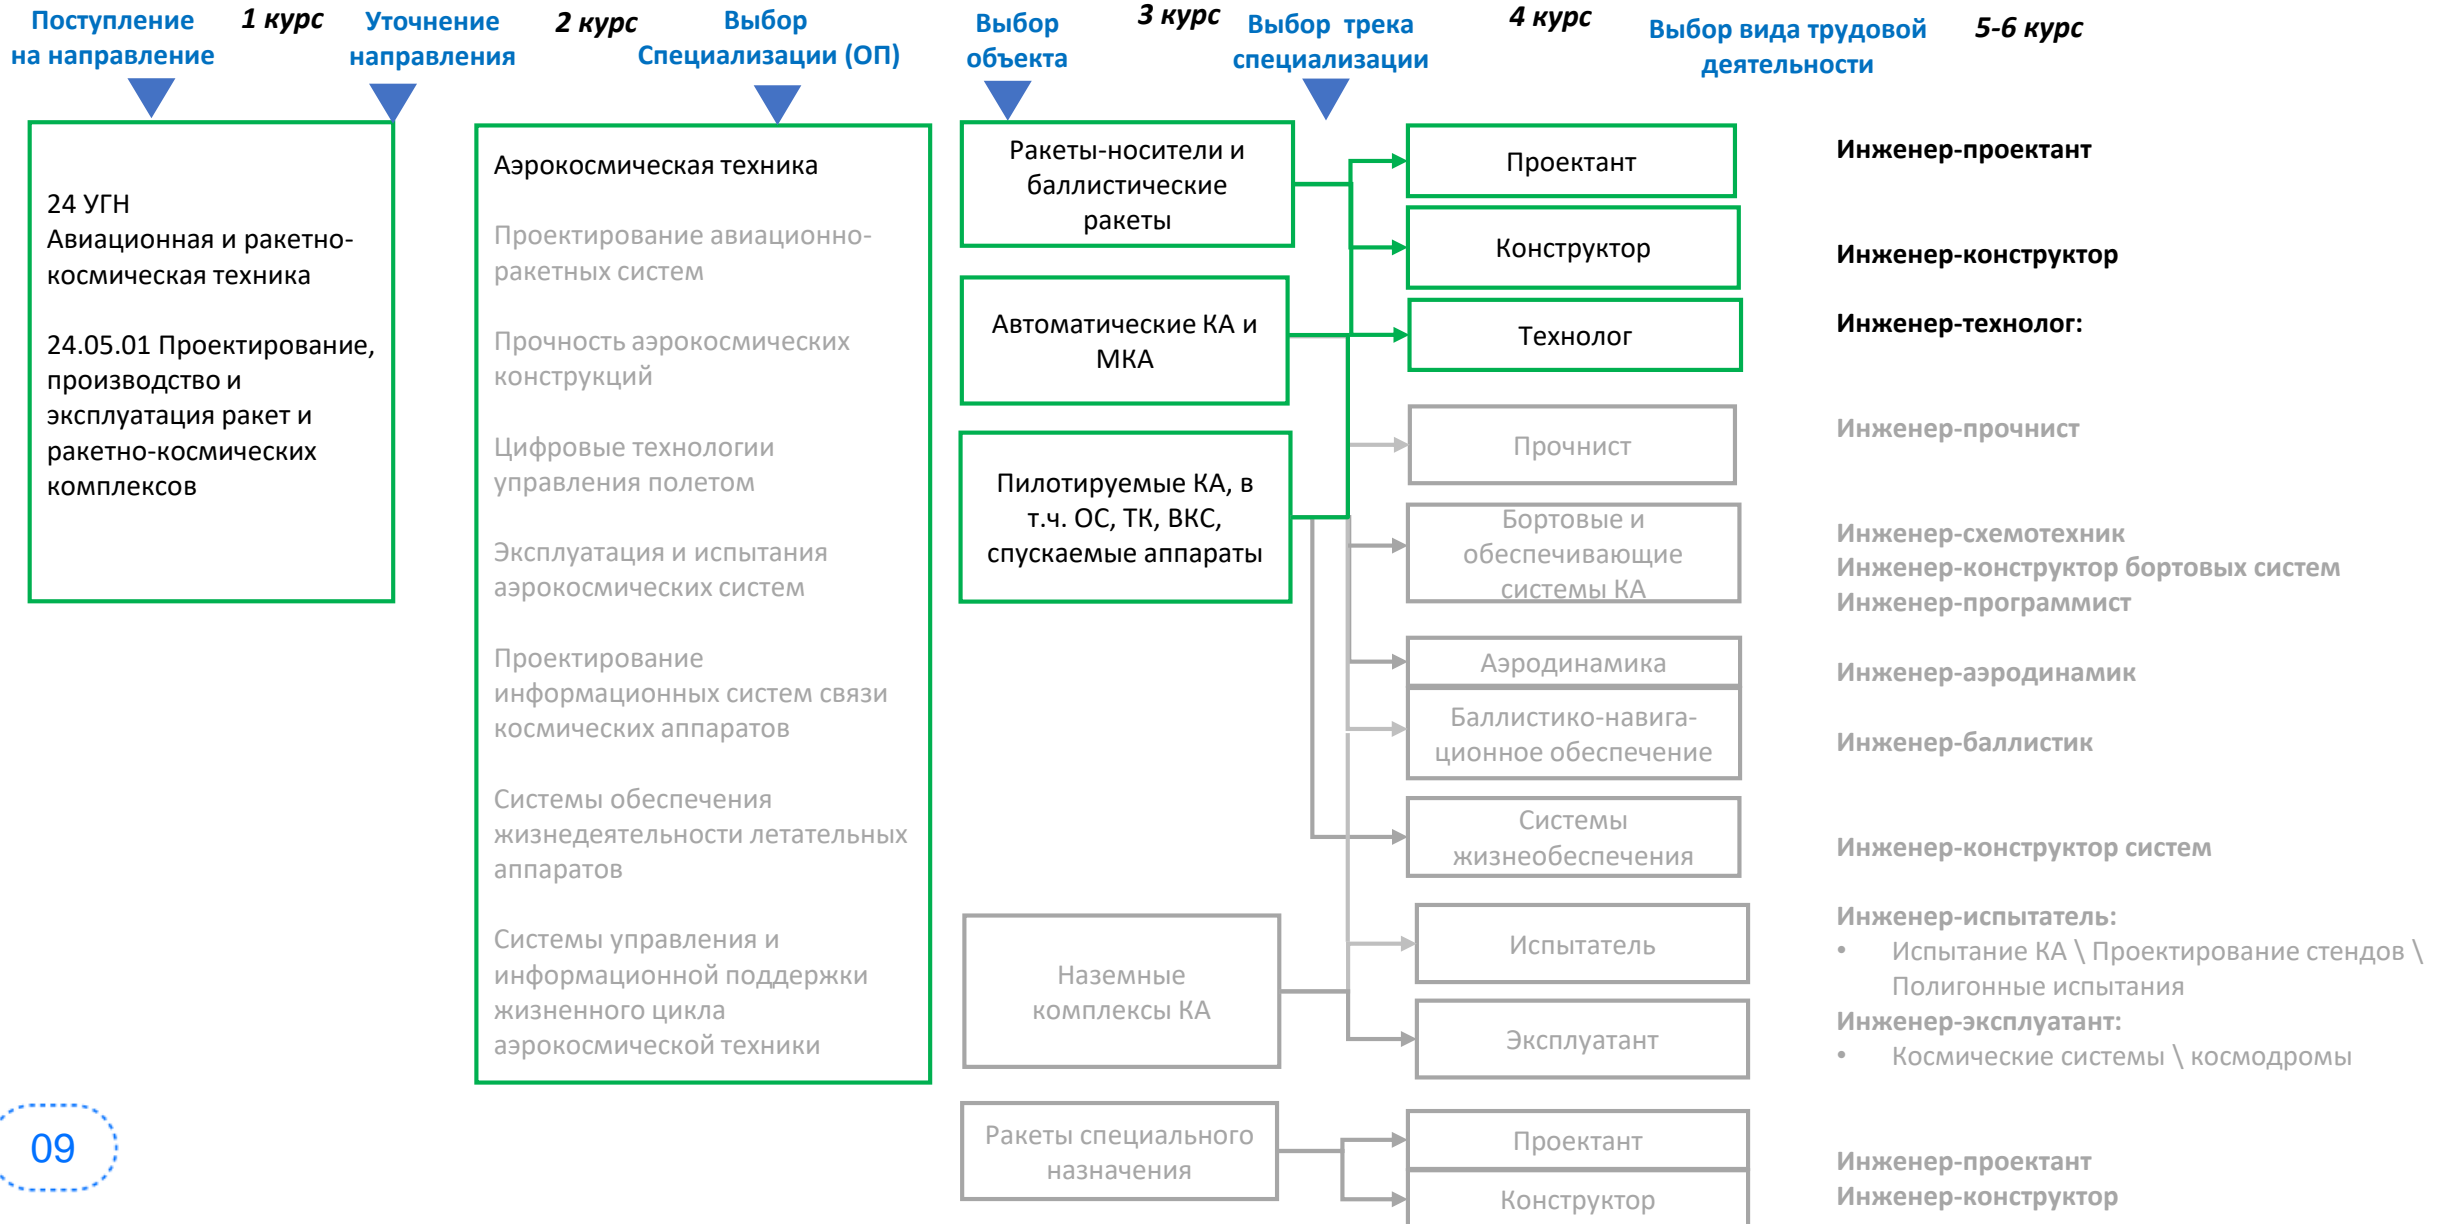 Поступление
на направление
1 курс
Уточнение
направления
2 курс
Выбор
Специализации (ОП)
Выбор
объекта
3 курс
Выбор трека
специализации
4 курс
Выбор вида трудовой
деятельности
5-6 курс
24 УГН
Авиационная и ракетно-
космическая техника
24.05.01 Проектирование,
производство и
эксплуатация ракет и
ракетно-космических
комплексов
Аэрокосмическая техника
Проектирование авиационно-
ракетных систем
Прочность аэрокосмических
конструкций
Цифровые технологии
управления полетом
Эксплуатация и испытания
аэрокосмических систем
Проектирование
информационных систем связи
космических аппаратов
Системы обеспечения
жизнедеятельности летательных
аппаратов
Системы управления и
информационной поддержки
жизненного цикла
аэрокосмической техники
Ракеты-носители и
баллистические
ракеты
Автоматические КА и
МКА
Пилотируемые КА, в
т.ч. ОС, ТК, ВКС,
спускаемые аппараты
Наземные
комплексы КА
Ракеты специального
назначения
Проектант
Конструктор
Технолог
Прочнист
Бортовые и
обеспечивающие
системы КА
Аэродинамика
Баллистико-навига-
ционное обеспечение
Системы
жизнеобеспечения
Испытатель
Эксплуатант
Проектант
Конструктор
Инженер-проектант
Инженер-конструктор
Инженер-технолог:
Инженер-прочнист
Инженер-схемотехник
Инженер-конструктор бортовых систем
Инженер-программист
Инженер-аэродинамик
Инженер-баллистик
Инженер-конструктор систем
Инженер-испытатель:
• Испытание КА \ Проектирование стендов \
Полигонные испытания
Инженер-эксплуатант:
• Космические системы \ космодромы
Инженер-проектант
Инженер-конструктор
09